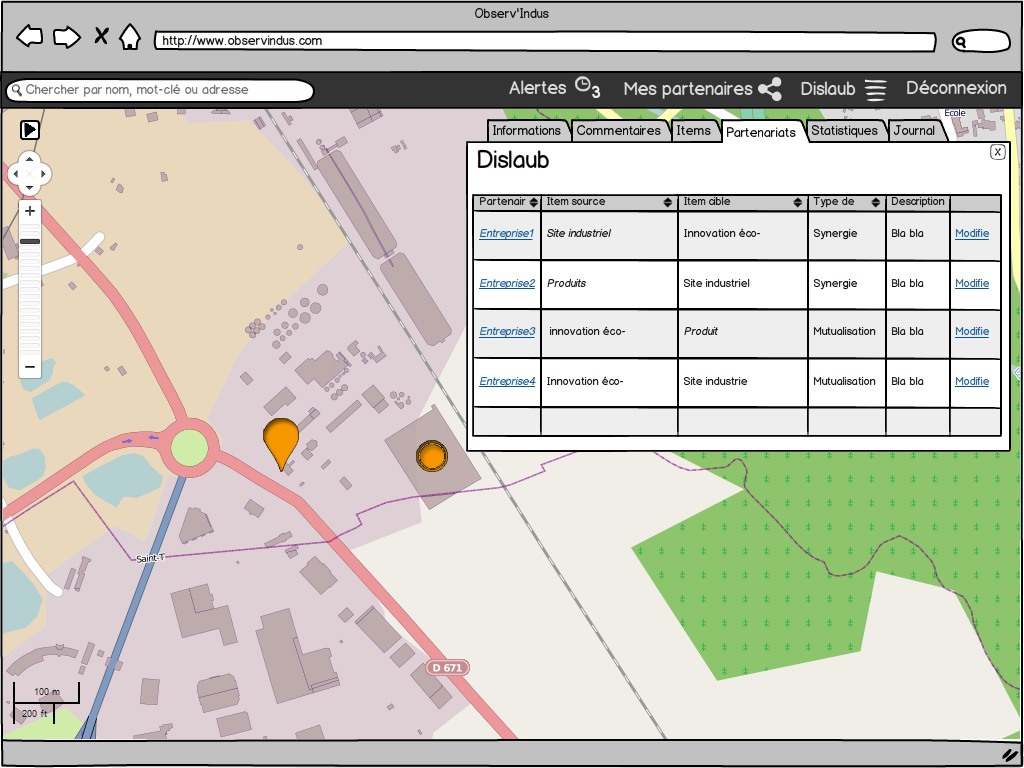 Observ'Indus
http://www.observindus.com
Chercher par nom, mot-clé ou adresse
Alertes 3 Mes partenaires Dislaub Déconnexion
Ecole
Informations Commentaires Items Partenariats Statistiques Journal
X
Dislaub
Partenair Item source Item cible Type de Description
Entreprise1 Site industriel Innovation éco- Synergie Bla bla Modifie
Entreprise2 Produits Site industriel Synergie Bla bla Modifie
Entreprise3 innovation éco- Produit Mutualisation Bla bla Modifie
Entreprise4 Innovation éco- Site industrie Mutualisation Bla bla Modifie
+
−
Saint-T
D 671
100 m
200 ft